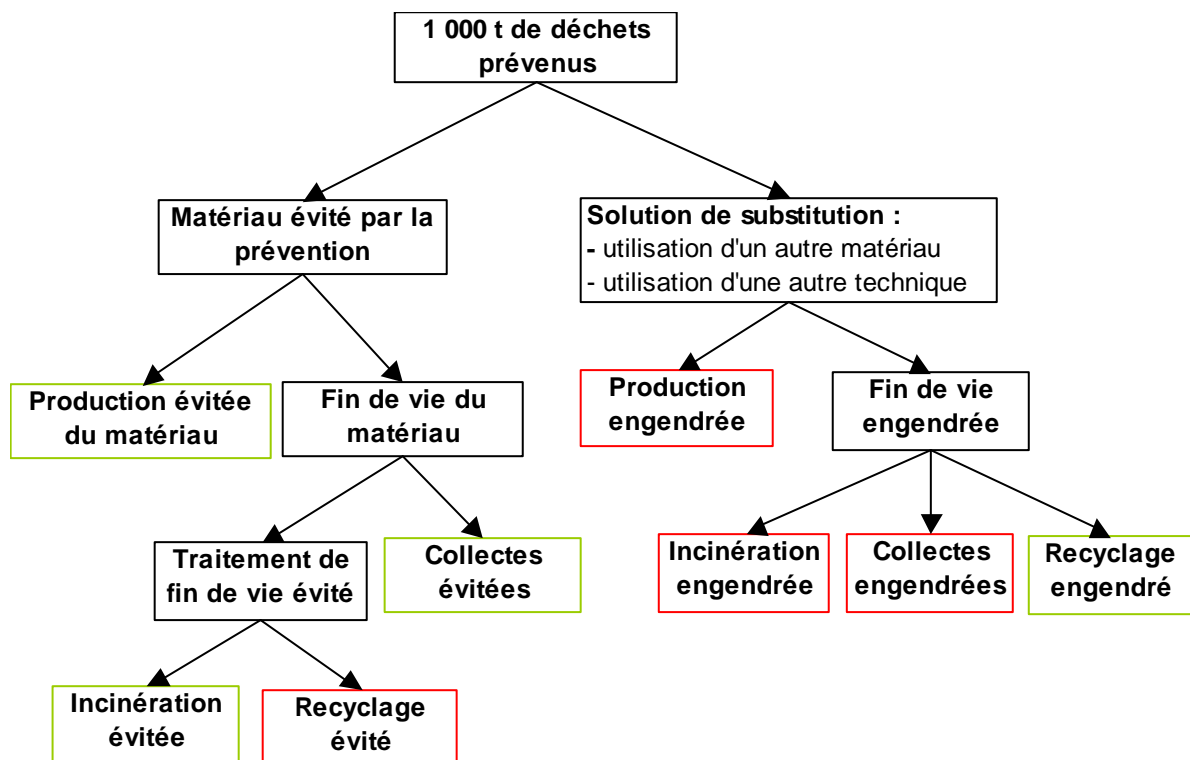 1 000 t de déchets
prévenus
Matériau évité par la
prévention
Solution de substitution :
- utilisation d'un autre matériau
- utilisation d'une autre technique
Production évitée
du matériau
Fin de vie du
matériau
Production
engendrée
Fin de vie
engendrée
Traitement de
fin de vie évité
Collectes
évitées
Incinération
engendrée
Collectes
engendrées
Recyclage
engendré
Incinération
évitée
Recyclage
évité